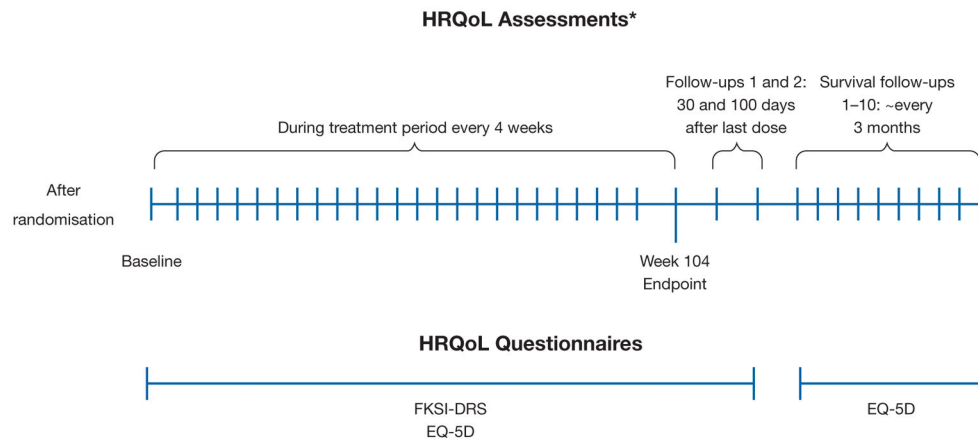 HRQoL Assessments*
Follow-ups 1 and 2:
30 and 100 days
after last dose
Survival follow-ups
1–10: ~every
3 months
During treatment period every 4 weeks
After
randomisation
Baseline
Week 104
Endpoint
HRQoL Questionnaires
FKSI-DRS
EQ-5D
EQ-5D